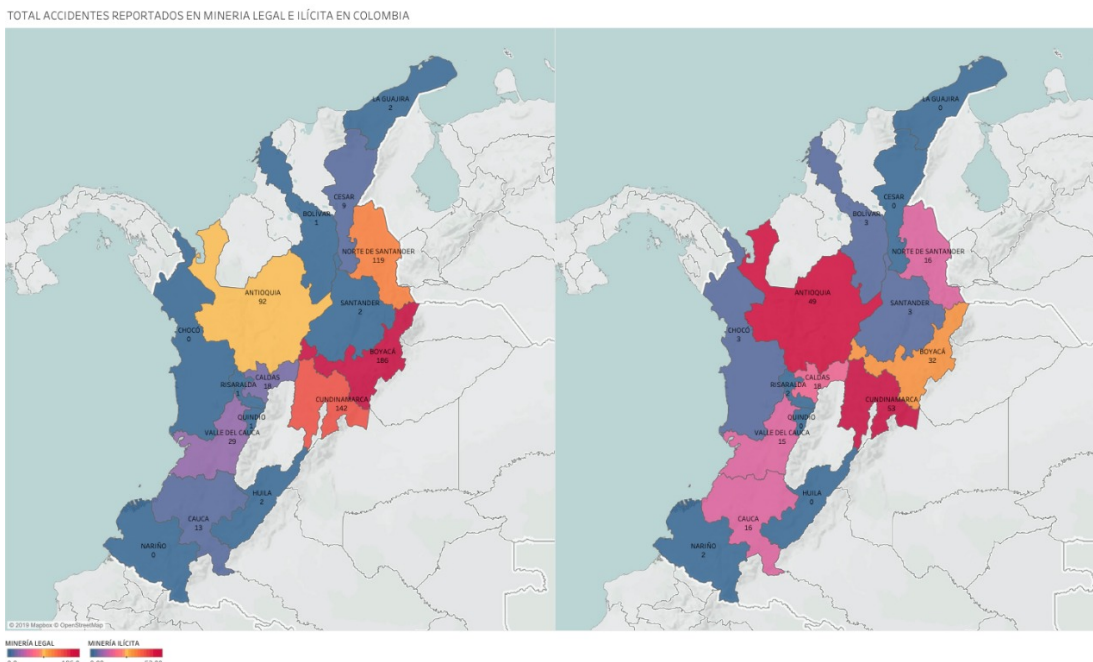 TOTAL ACCIDENTES REPORTADOS EN MINERIA LEGAL E ILÍCITA EN COLOMBIA
LA GUAJIRA
2
CESAR
9
BOLÍVAR
1
NORTE DE SANTANDER
119
ANTIOQUIA
92
SANTANDER
2
CHOCÓ
0
BOYACÁ
186
CALDAS
18
RISARALDA
CUNDINAMARCA
142
QUINDÍO
1
VALLE DEL CAUCA
29
HUILA
2
CAUCA
13
NARIÑO
0
© 2019 Mapbox © OpenStreetMap
LA GUAJIRA
0
CESAR
0
BOLÍVAR
3
NORTE DE SANTANDER
16
ANTIOQUIA
49
SANTANDER
3
CHOCÓ
3
BOYACÁ
32
CALDAS
18
RISARALDA
CUNDINAMARCA
53
QUINDÍO
0
VALLE DEL CAUCA
15
HUILA
0
CAUCA
16
NARIÑO
2
MINERÍA LEGAL
MINERÍA ILÍCITA